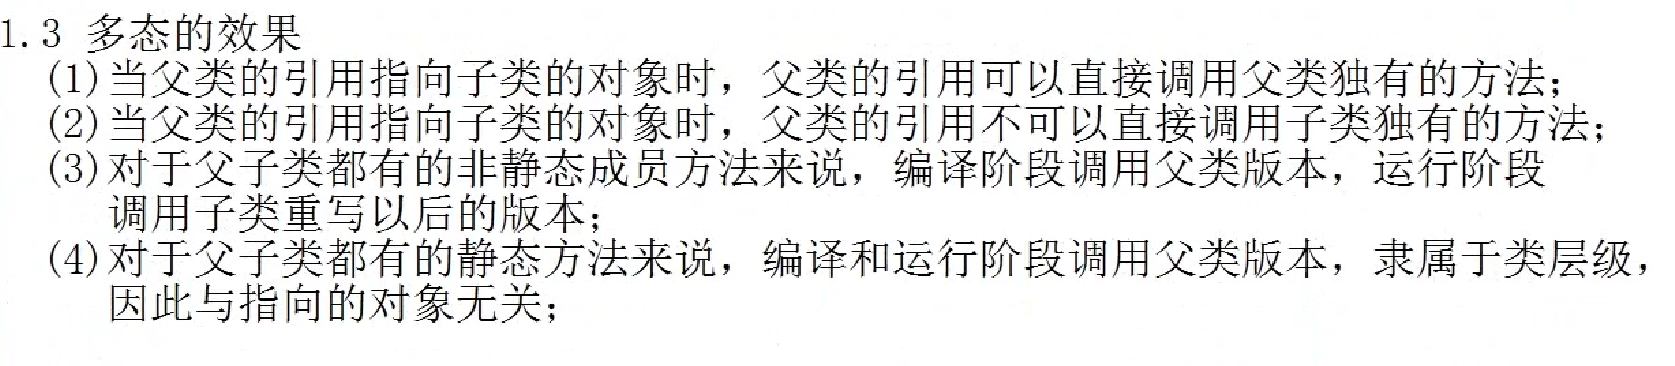 1.3 多态的效果
(1)当父类的引用指向子类的对象时，父类的引用可以直接调用父类独有的方法；
(2)当父类的引用指向子类的对象时，父类的引用不可以直接调用子类独有的方法；
(3)对于父子类都有的非静态成员方法来说，编译阶段调用父类版本，运行阶段
调用子类重写以后的版本；
(4)对于父子类都有的静态方法来说，编译和运行阶段调用父类版本，隶属于类层级，
因此与指向的对象无关；